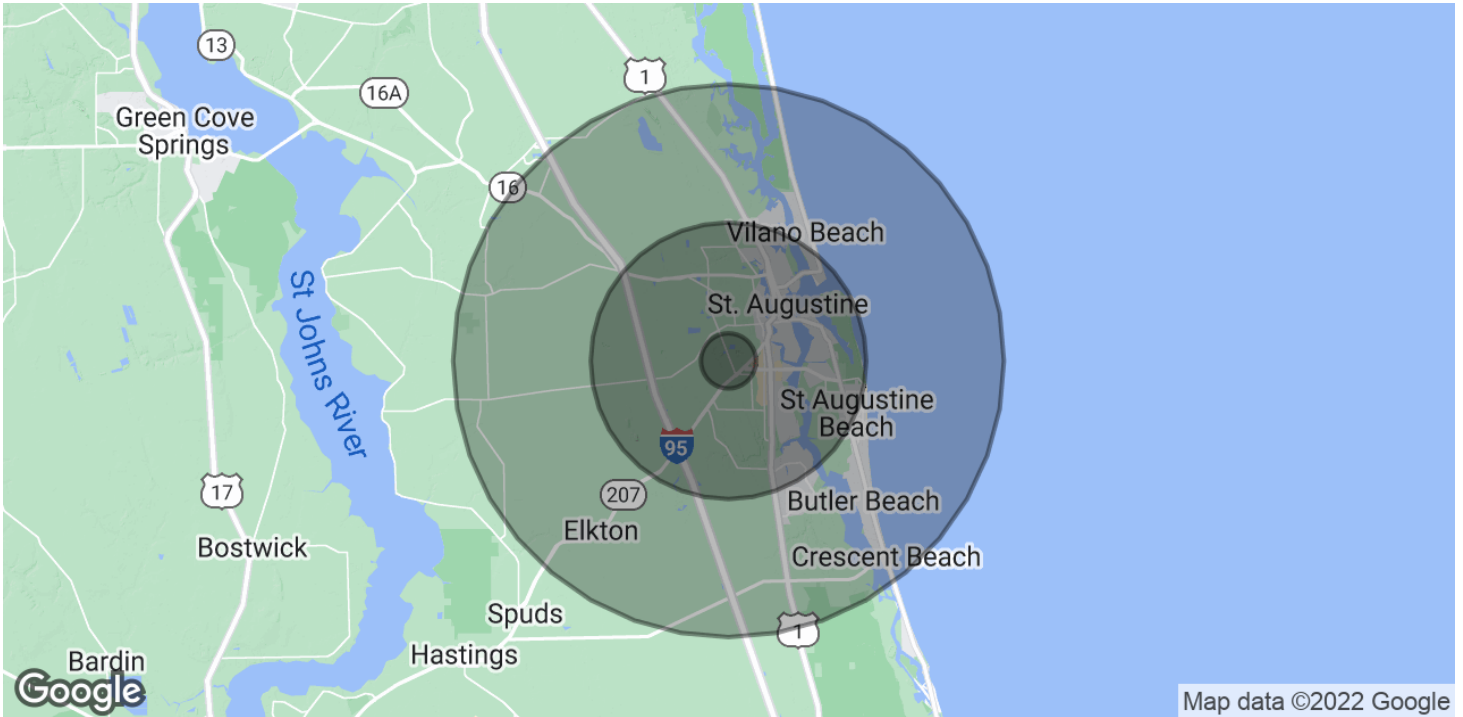 13
1
16A
Green Cove
Springs
16
Vilano Beach
St Johns River
St. Augustine
St Augustine
Beach
95
17
207
Butler Beach
Elkton
Bostwick
Crescent Beach
Spuds
1
Hastings
Bardin
Google
Map data ©2022 Google